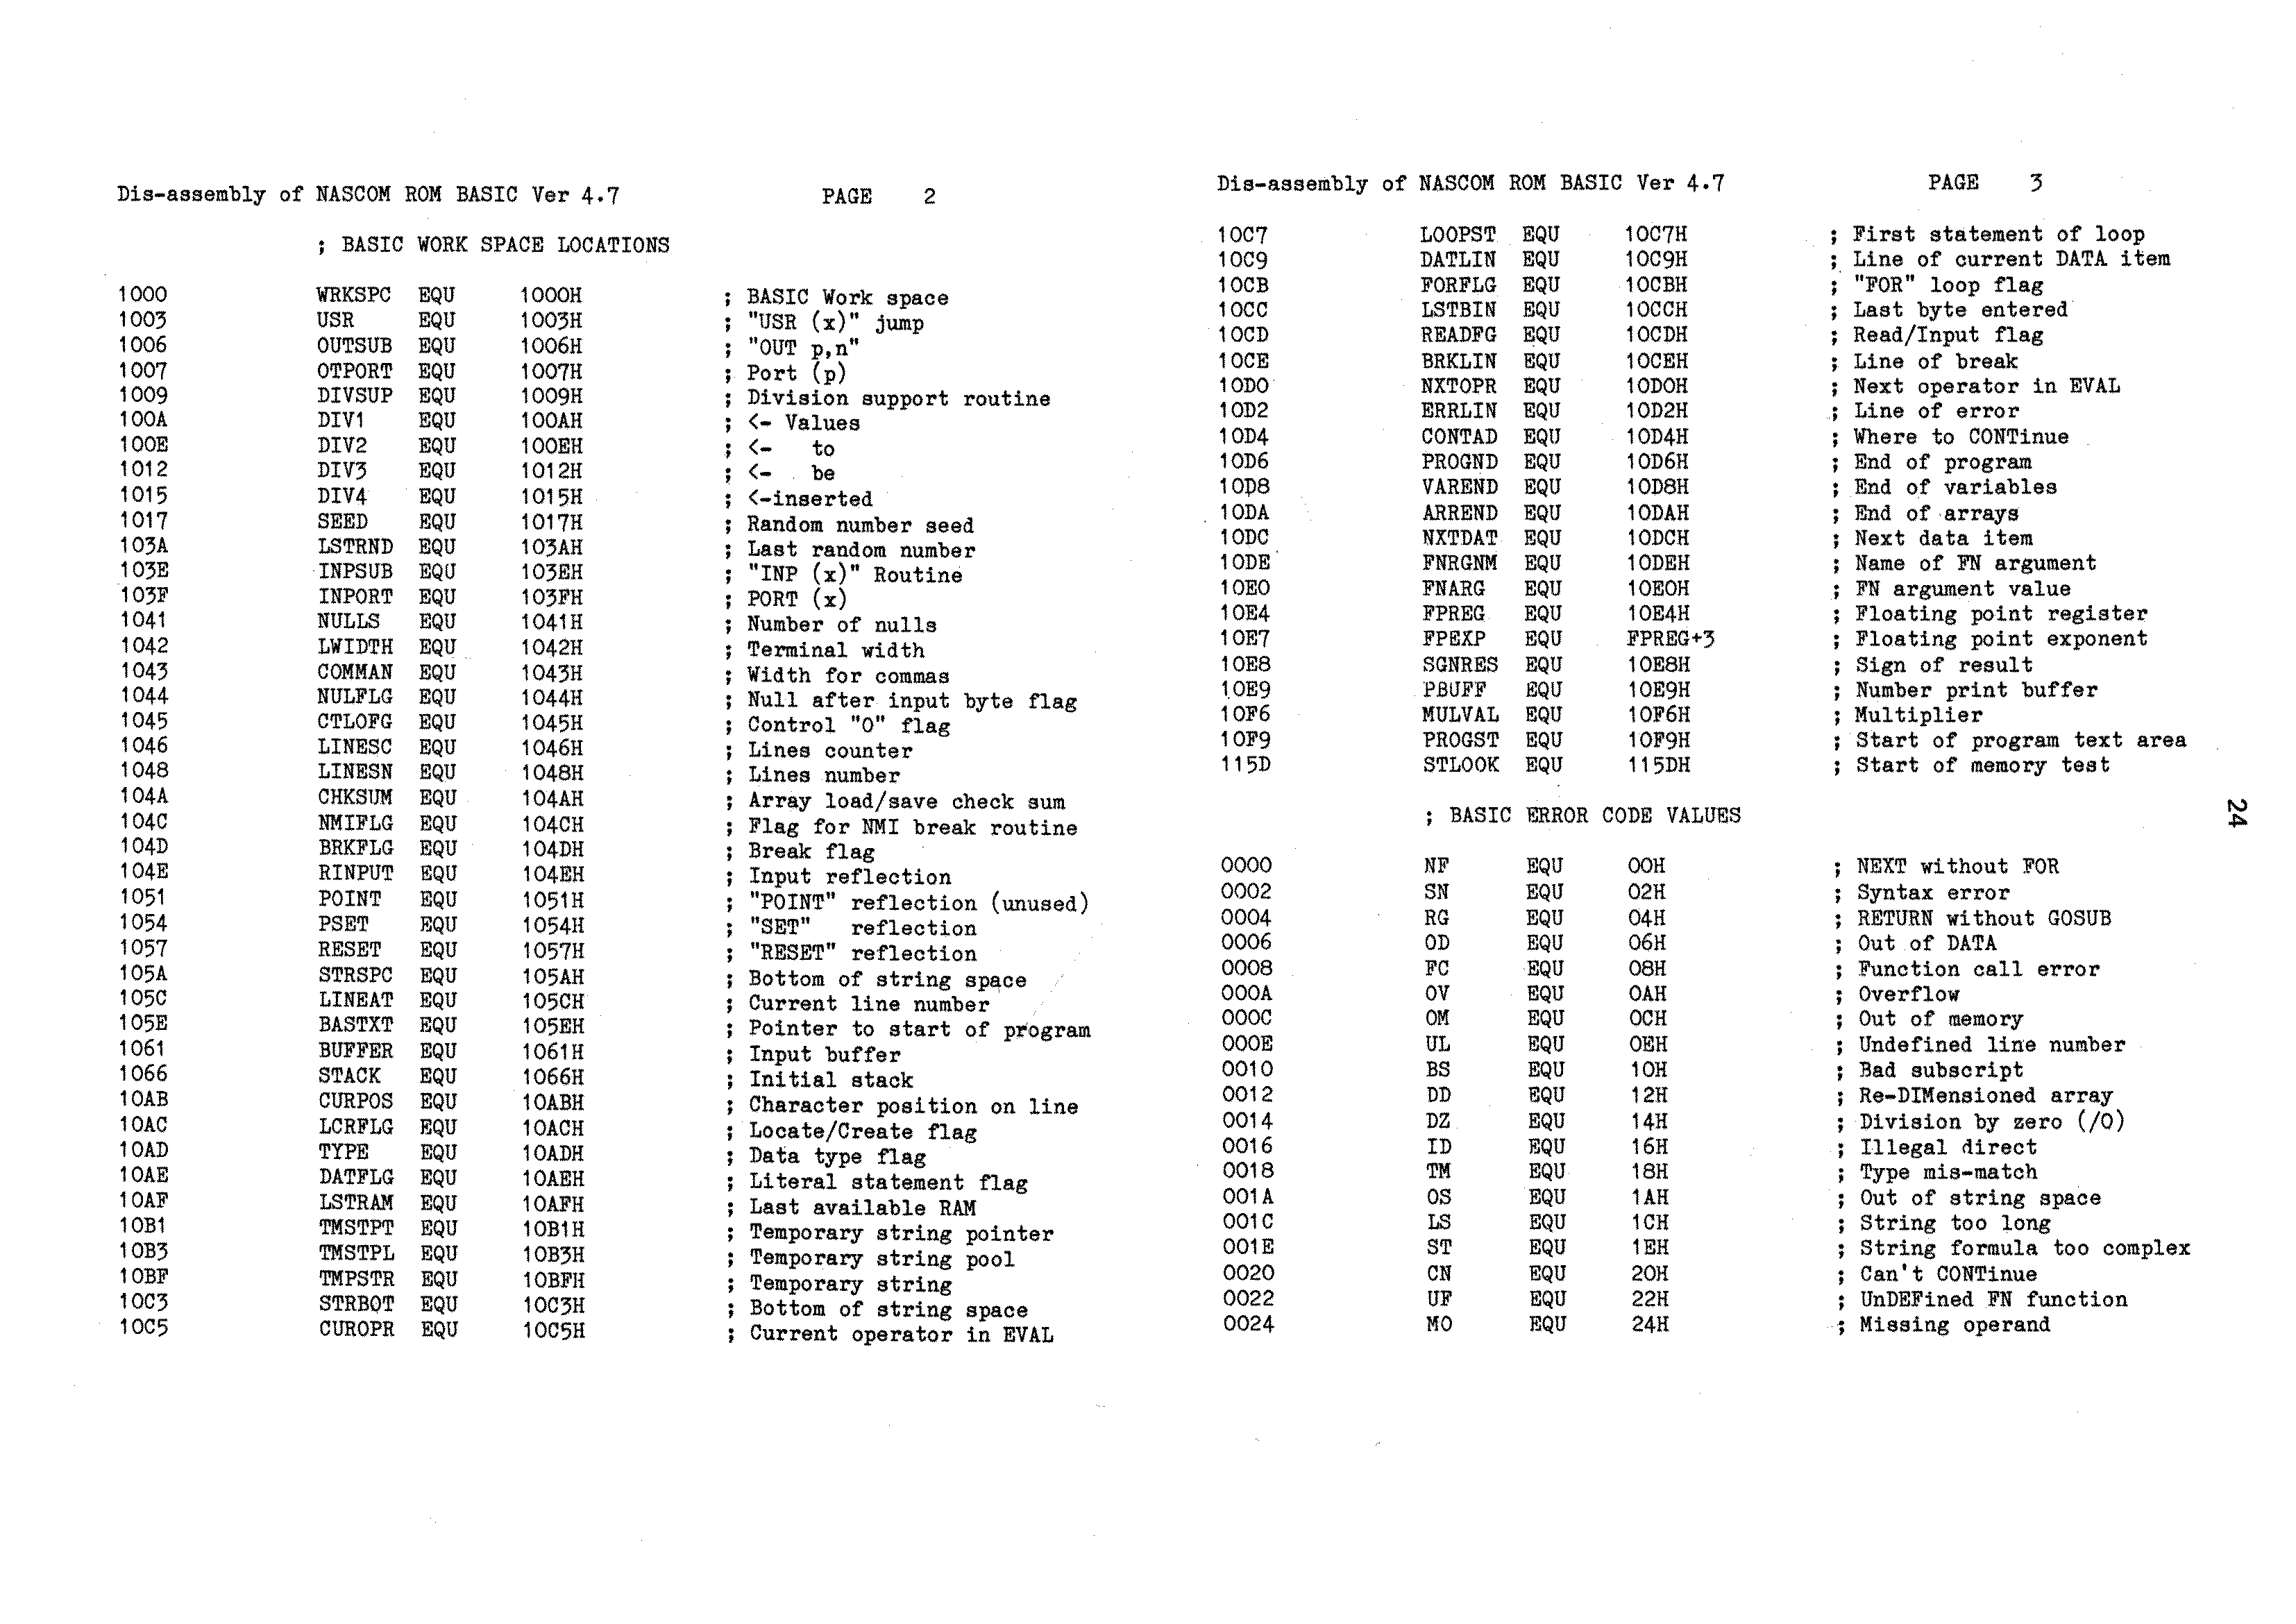 Dis-assembly of NASCOM ROM BASIC Ver 4.7 PAGE 2
; BASIC WORK SPACE LOCATIONS
1000 WRKSPC EQU 1000H ; BASIC Work space
1003 USR EQU 1003H ; "USR (x)" jump
1006 OUTSUB EQU 1006H ; "OUT p,n"
1007 OTPORT EQU 1007H ; Port (p)
1009 DIVSUP EQU 1009H ; Division support routine
100A DIV1 EQU 100AH ; <- Values
100E DIV2 EQU 100EH ; <- to
1012 DIV3 EQU 1012H ; <- be
1015 DIV4 EQU 1015H ; <-inserted
1017 SEED EQU 1017H ; Random number seed
103A LSTRND EQU 103AH ; Last random number
103E INPSUB EQU 103EH ; "INP (x)" Routine
103F INPORT EQU 103FH ; PORT (x)
1041 NULLS EQU 1041H ; Number of nulls
1042 LWIDTH EQU 1042H ; Terminal width
1043 COMMAN EQU 1043H ; Width for commas
1044 NULFLG EQU 1044H ; Null after input byte flag
1045 CTLOFG EQU 1045H ; Control "O" flag
1046 LINESC EQU 1046H ; Lines counter
1048 LINESN EQU 1048H ; Lines number
104A CHKSUM EQU 104AH ; Array load/save check sum
104C NMIFLG EQU 104CH ; Flag for NMI break routine
104D BRKFLG EQU 104DH ; Break flag
104E RINPUT EQU 104EH ; Input reflection
1051 POINT EQU 1051H ; "POINT" reflection (unused)
1054 PSET EQU 1054H ; "SET" reflection
1057 RESET EQU 1057H ; "RESET" reflection
105A STRSPC EQU 105AH ; Bottom of string space
105C LINEAT EQU 105CH ; Current line number
105E BASTXT EQU 105EH ; Pointer to start of program
1061 BUFFER EQU 1061H ; Input buffer
1066 STACK EQU 1066H ; Initial stack
10AB CURPOS EQU 10ABH ; Character position on line
10AC LCRFLG EQU 10ACH ; Locate/Create flag
10AD TYPE EQU 10ADH ; Data type flag
10AE DATFLG EQU 10AEH ; Literal statement flag
10AF LSTRAM EQU 10AFH ; Last available RAM
10B1 TMSTPT EQU 10B1H ; Temporary string pointer
10B3 TMSTPL EQU 10B3H ; Temporary string pool
10BF TMPSTR EQU 10BFH ; Temporary string
10C3 STRBOT EQU 10C3H ; Bottom of string space
10C5 CUROPR EQU 10C5H ; Current operator in EVAL
Dis-assembly of NASCOM ROM BASIC Ver 4.7 PAGE 3
10C7 LOOPST EQU 10C7H ; First statement of loop
10C9 DATLIN EQU 10C9H ; Line of current DATA item
10CB FORFLG EQU 10CBH ; "FOR" loop flag
10CC LSTBIN EQU 10CCH ; Last byte entered
10CD READFG EQU 10CDH ; Read/Input flag
10CE BRKLIN EQU 10CEH ; Line of break
10D0 NXTOPR EQU 10D0H ; Next operator in EVAL
10D2 ERRLIN EQU 10D2H ; Line of error
10D4 CONTAD EQU 10D4H ; Where to CONTinue
10D6 PROGND EQU 10D6H ; End of program
10D8 VAREND EQU 10D8H ; End of variables
10DA ARREND EQU 10DAH ; End of arrays
10DC NXTDAT EQU 10DCH ; Next data item
10DE FNRGNM EQU 10DEH ; Name of FN argument
10E0 FNARG EQU 10E0H ; FN argument value
10E4 FPREG EQU 10E4H ; Floating point register
10E7 FPEXP EQU FPREG+3 ; Floating point exponent
10E8 SGNRES EQU 10E8H ; Sign of result
10E9 PBUFF EQU 10E9H ; Number print buffer
10F6 MULVAL EQU 10F6H ; Multiplier
10F9 PROGST EQU 10F9H ; Start of program text area
115D STLOOK EQU 115DH ; Start of memory test
; BASIC ERROR CODE VALUES
0000 NF EQU 00H ; NEXT without FOR
0002 SN EQU 02H ; Syntax error
0004 RG EQU 04H ; RETURN without GOSUB
0006 OD EQU 06H ; Out of DATA
0008 FC EQU 08H ; Function call error
000A OV EQU 0AH ; Overflow
000C OM EQU 0CH ; Out of memory
000E UL EQU 0EH ; Undefined line number
0010 BS EQU 10H ; Bad subscript
0012 DD EQU 12H ; Re-DIMensioned array
0014 DZ EQU 14H ; Division by zero (/0)
0016 ID EQU 16H ; Illegal direct
0018 TM EQU 18H ; Type mis-match
001A OS EQU 1AH ; Out of string space
001C LS EQU 1CH ; String too long
001E ST EQU 1EH ; String formula too complex
0020 CN EQU 20H ; Can't CONTinue
0022 UF EQU 22H ; UnDEFined FN function
0024 MO EQU 24H ; Missing operand
24